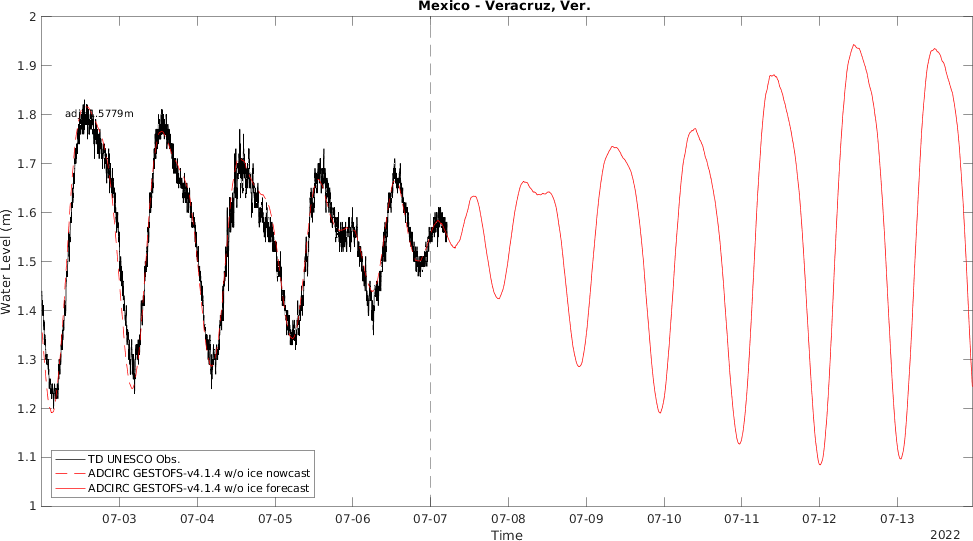 Mexico - Veracruz, Ver.
Water Level (m)
2
1.9
1.8
1.7
1.6
1.5
1.4
1.3
1.2
1.1
1
.5779m
TD UNESCO Obs.
ADCIRC GESTOFS-v4.1.4 w/o ice nowcast
ADCIRC GESTOFS-v4.1.4 w/o ice forecast
07-03 07-04 07-05 07-06 07-07 07-08 07-09 07-10 07-11 07-12 07-13
Time
2022